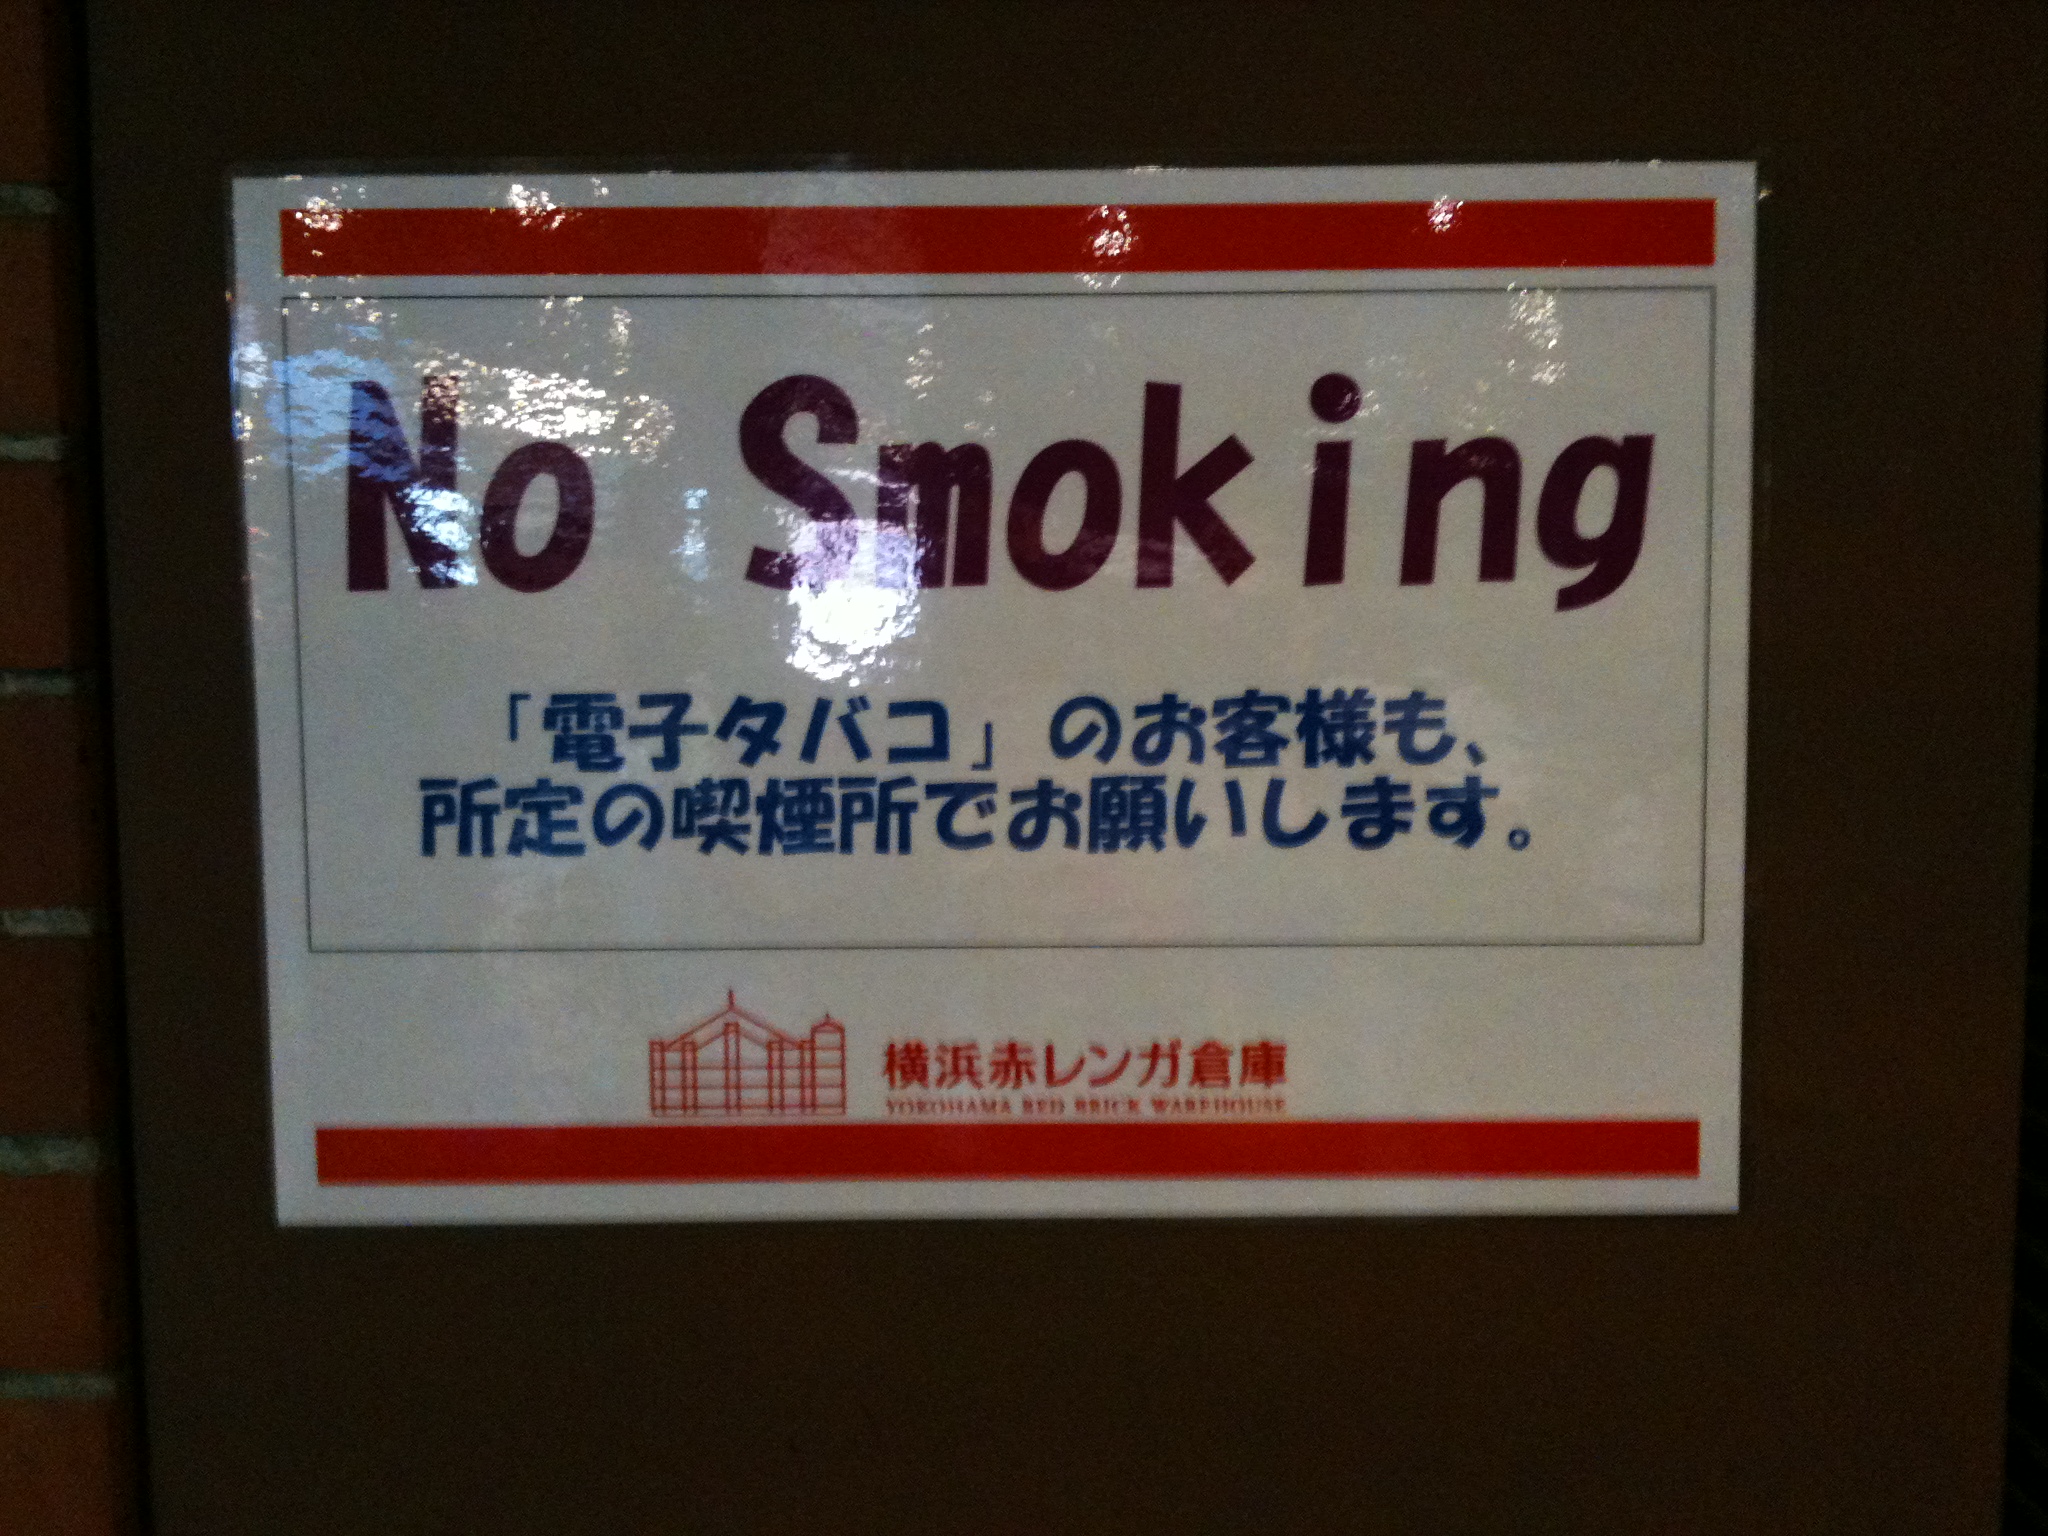 No Smoking
「電子タバコ」のお客様も、
所定の喫煙所でお願いします。
横浜赤レンガ倉庫
YOKOHAMA RED BRICK WAREHOUSE